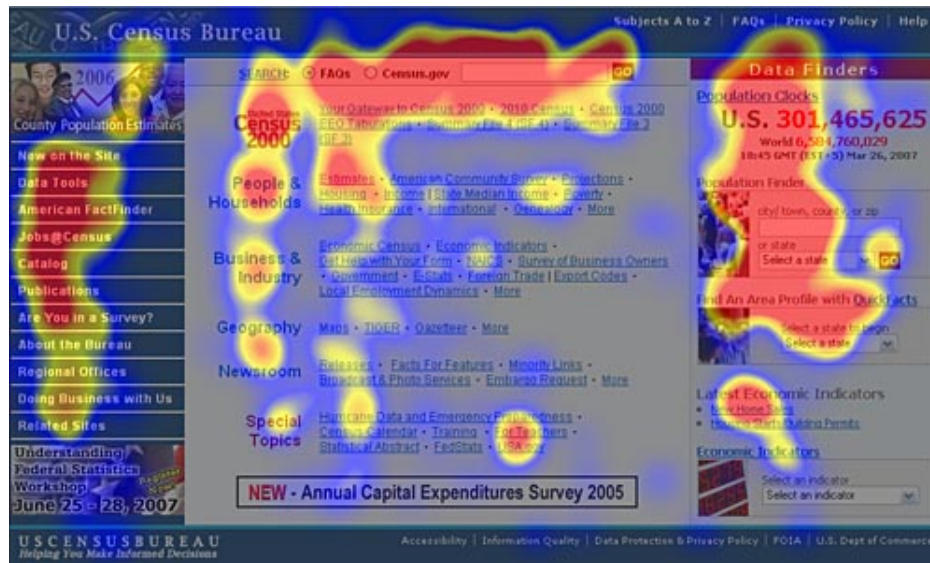 U.S. Census Bureau
Subjects A to Z | FAQs | Privacy Policy | Help
2006
County Population Estimates
New on the Site
Data Tools
American FactFinder
Jobs@Census
Catalog
Publications
Are You in a Survey?
About the Bureau
Regional Offices
Doing Business with Us
Related Sites
Understanding
Federal Statistics
Workshop
Register
June 25 - 28, 2007
SEARCH: FAQs Census.gov GO
United States
Census
2000
Your Gateway to Census 2000 • 2010 Census • Census 2000
EEO Tabulations • Summary File 4 (SF 4) • Summary File 3
(SF 3)
People &
Households
Estimates • American Community Survey • Projections •
Housing • Income | State Median Income • Poverty •
Health Insurance • International • Genealogy • More
Business &
Industry
Economic Census • Economic Indicators •
Get Help with Your Form • NAICS • Survey of Business Owners
• Government • E-Stats • Foreign Trade | Export Codes •
Local Employment Dynamics • More
Geography
Maps • TIGER • Gazetteer • More
Newsroom
Releases • Facts For Features • Minority Links •
Broadcast & Photo Services • Embargo Request • More
Special
Topics
Hurricane Data and Emergency Preparedness •
Census Calendar • Training • For Teachers •
Statistical Abstract • FedStats • USA.gov
NEW - Annual Capital Expenditures Survey 2005
Data Finders
Population Clocks
U.S. 301,465,625
World 6,584,760,029
18:45 GMT (EST+5) Mar 26, 2007
Population Finder
city/ town, county, or zip
or state
Select a state GO
Find An Area Profile with QuickFacts
Select a state to begin
Select a state
Latest Economic Indicators
• New Home Sales
• Housing Starts/Building Permits
Economic Indicators
Select an indicator
Select an indicator
USCENSUSBUREAU
Helping You Make Informed Decisions
Accessibility | Information Quality | Data Protection & Privacy Policy | FOIA | U.S. Dept of Commerce